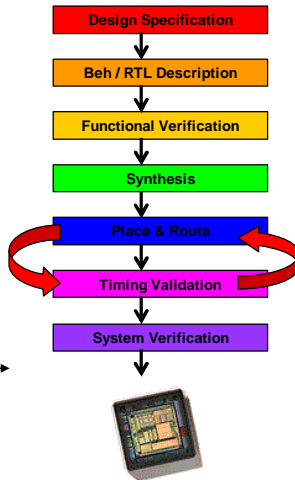 Design Specification
Beh / RTL Description
Functional Verification
Synthesis
Place & Route
Timing Validation
System Verification